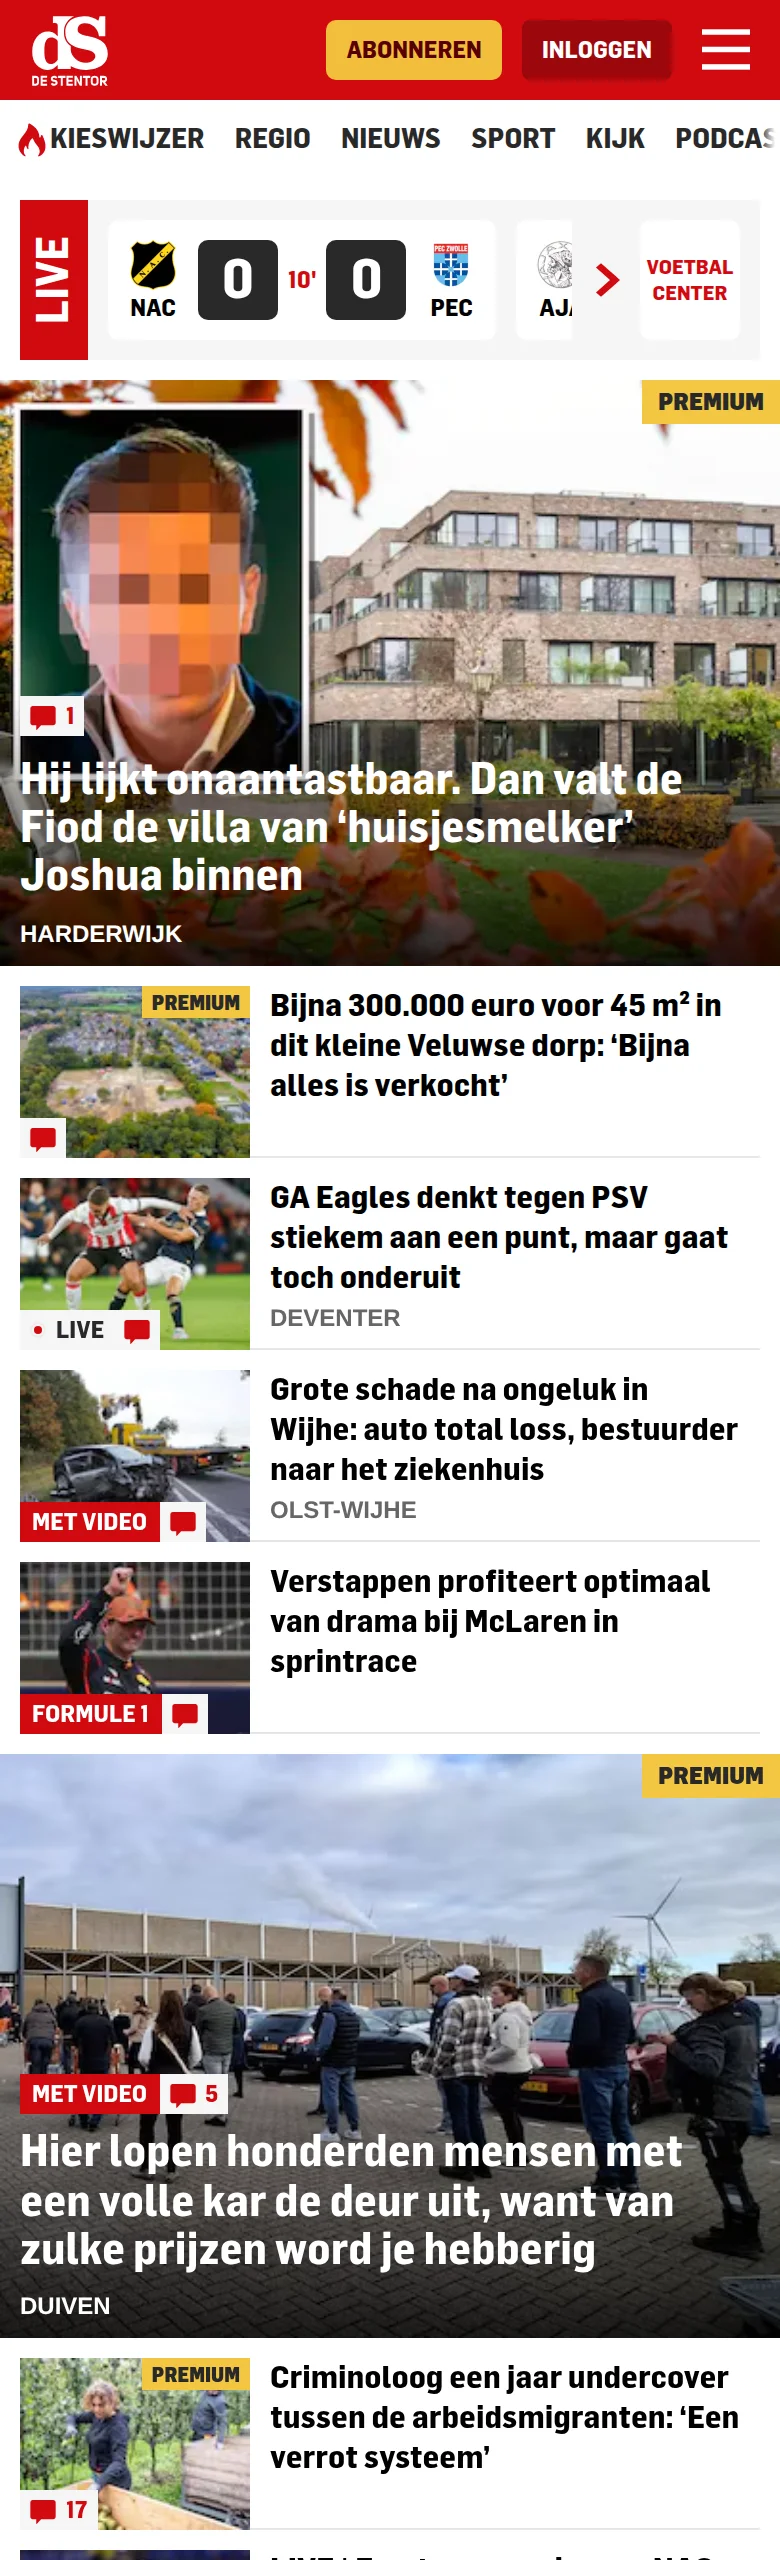 dS
DE STENTOR
ABONNEREN
INLOGGEN
KIESWIJZER REGIO NIEUWS SPORT KIJK PODCAS
LIVE
NAC
0
10'
0
PEC ZWOLLE
PEC
AJA
VOETBAL
CENTER
PREMIUM
1
Hij lijkt onaantastbaar. Dan valt de
Fiod de villa van ‘huisjesmelker’
Joshua binnen
HARDERWIJK
PREMIUM
Bijna 300.000 euro voor 45 m² in
dit kleine Veluwse dorp: ‘Bijna
alles is verkocht’
GA Eagles denkt tegen PSV
stiekem aan een punt, maar gaat
toch onderuit
DEVENTER
LIVE
Grote schade na ongeluk in
Wijhe: auto total loss, bestuurder
naar het ziekenhuis
OLST-WIJHE
MET VIDEO
Verstappen profiteert optimaal
van drama bij McLaren in
sprintrace
FORMULE 1
PREMIUM
MET VIDEO
5
Hier lopen honderden mensen met
een volle kar de deur uit, want van
zulke prijzen word je hebberig
DUIVEN
PREMIUM
Criminoloog een jaar undercover
tussen de arbeidsmigranten: ‘Een
verrot systeem’
17